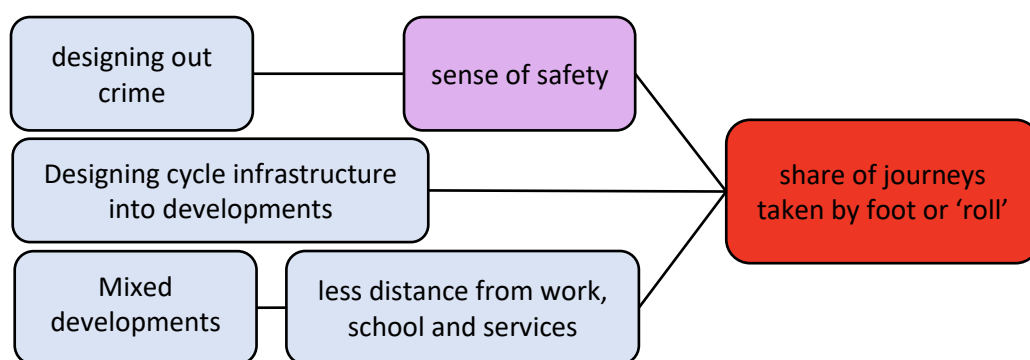 designing out
crime
sense of safety
Designing cycle infrastructure
into developments
share of journeys
taken by foot or ‘roll’
Mixed
developments
less distance from work,
school and services